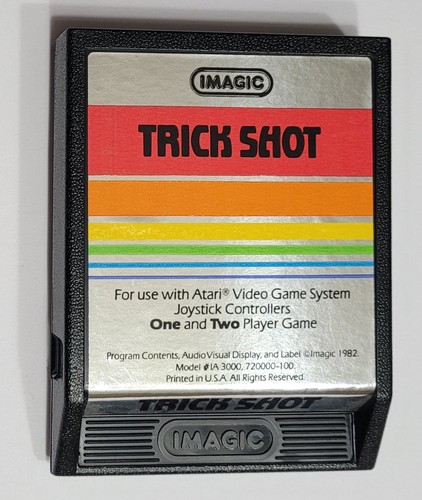 IMAGIC
TRICK SHOT
For use with Atari® Video Game System
Joystick Controllers
One and Two Player Game
Program Contents, Audio Visual Display, and Label ©Imagic 1982.
Model #IA 3000, 720000-100.
Printed in U.S.A. All Rights Reserved.
TRICK SHOT
IMAGIC